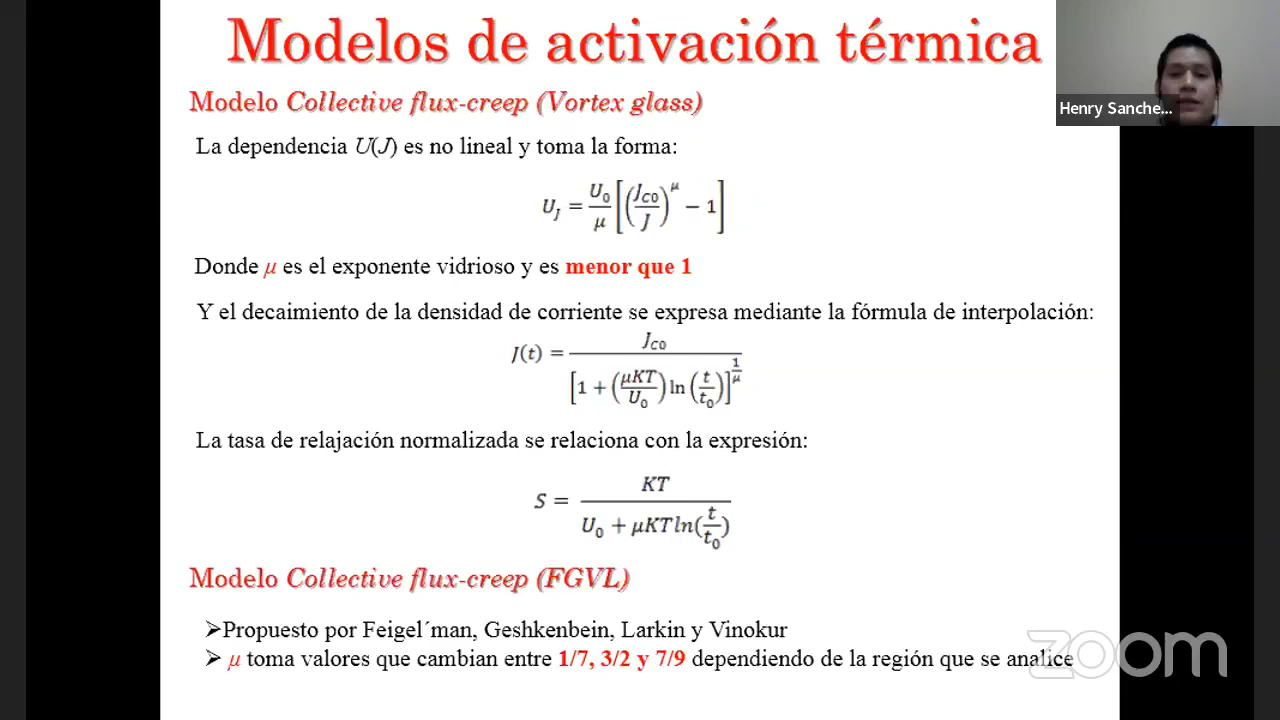 Modelos de activación térmica
Henry Sanche...
Modelo Collective flux-creep (Vortex glass)
La dependencia U(J) es no lineal y toma la forma:
U_J = U_0/μ [(J_C0/J)^μ − 1]
Donde μ es el exponente vidrioso y es menor que 1
Y el decaimiento de la densidad de corriente se expresa mediante la fórmula de interpolación:
J(t) = J_C0 / [1 + (μKT/U_0) ln (t/t_0)]^(1/μ)
La tasa de relajación normalizada se relaciona con la expresión:
S = KT / (U_0 + μKT ln(t/t_0))
Modelo Collective flux-creep (FGVL)
➢Propuesto por Feigel´man, Geshkenbein, Larkin y Vinokur
➢ μ toma valores que cambian entre 1/7, 3/2 y 7/9 dependiendo de la región que se analice
zoom